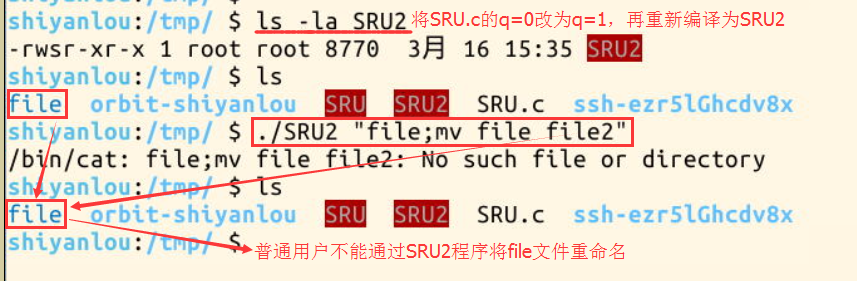 shiyanlou:/tmp/ $ ls -la SRU2 将SRU.c的q=0改为q=1，再重新编译为SRU2
-rwsr-xr-x 1 root root 8770 3月 16 15:35 SRU2
shiyanlou:/tmp/ $ ls
file orbit-shiyanlou SRU SRU2 SRU.c ssh-ezr5lGhcdv8x
shiyanlou:/tmp/ $ ./SRU2 "file;mv file file2"
/bin/cat: file;mv file file2: No such file or directory
shiyanlou:/tmp/ $ ls
file orbit-shiyanlou SRU SRU2 SRU.c ssh-ezr5lGhcdv8x
shiyanlou:/tmp/ $
普通用户不能通过SRU2程序将file文件重命名